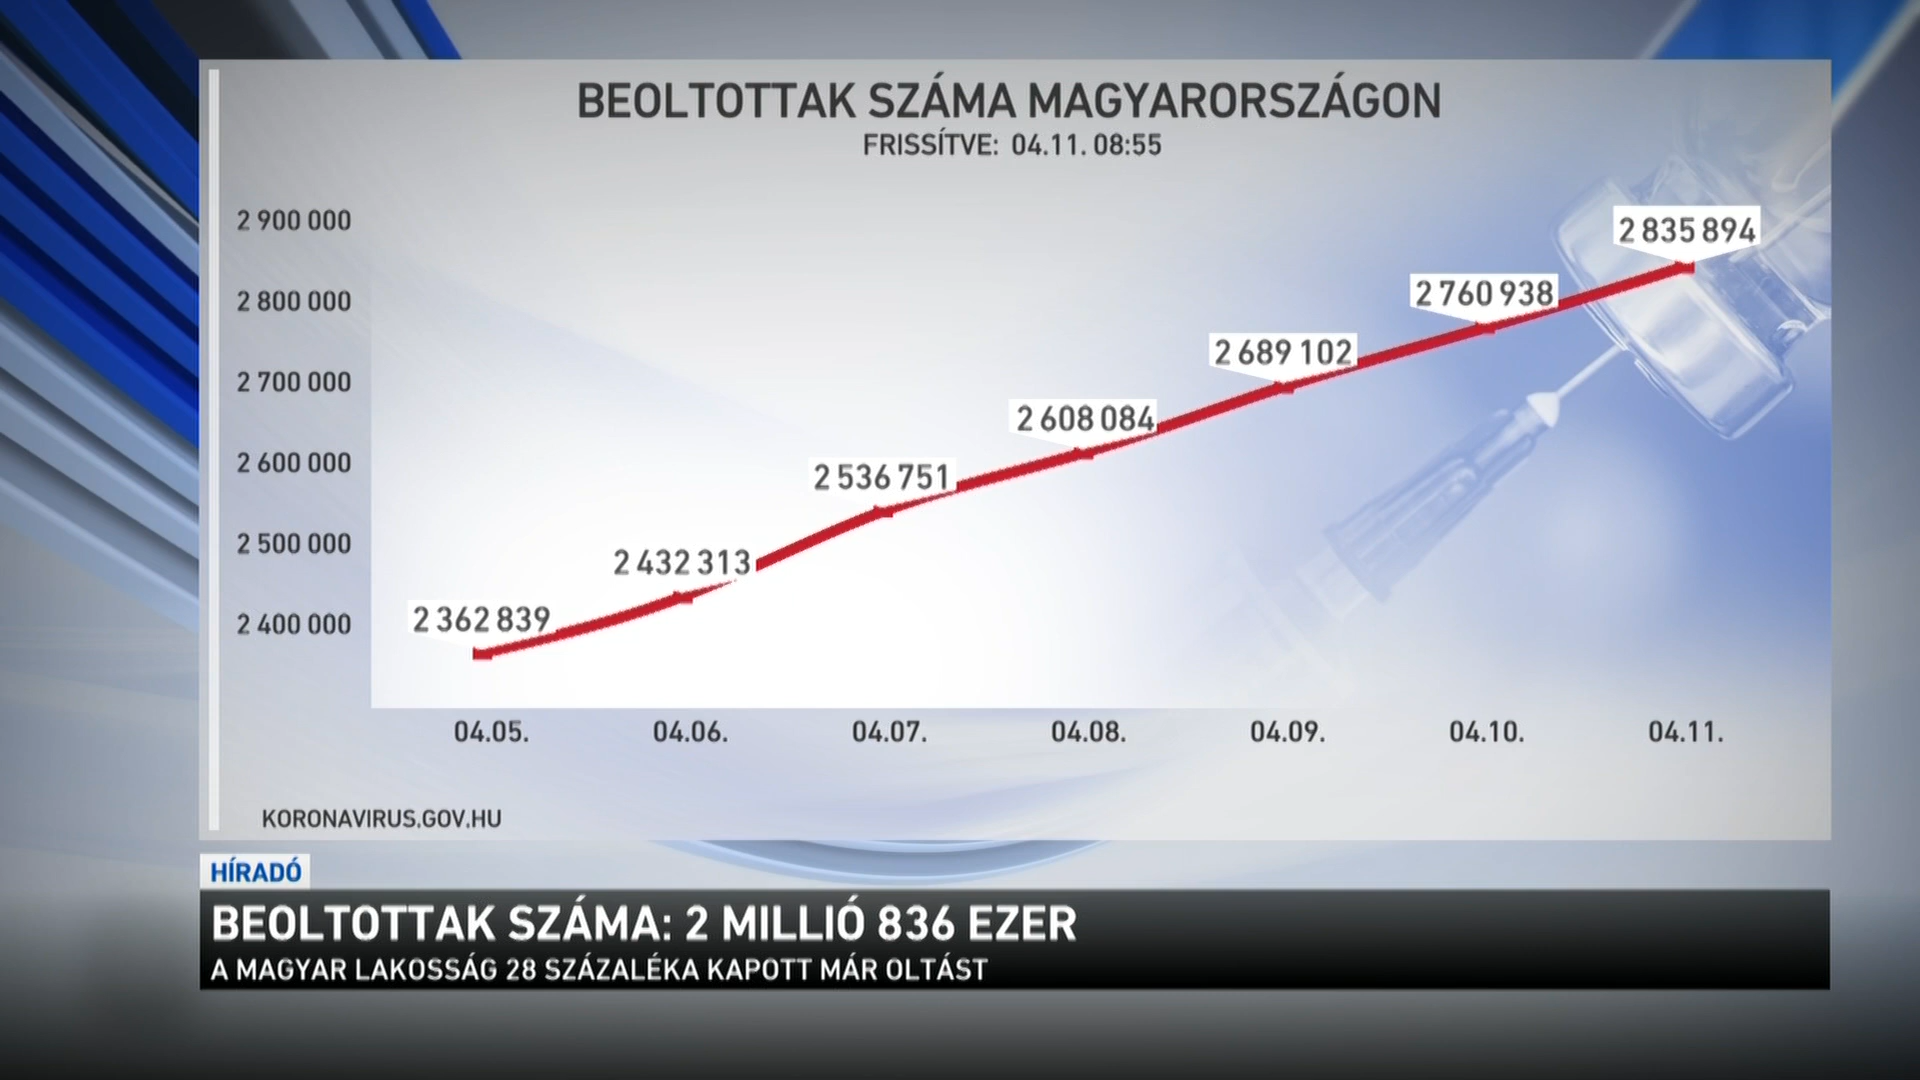 BEOLTOTTAK SZÁMA MAGYARORSZÁGON
FRISSÍTVE: 04.11. 08:55
2 900 000
2 800 000
2 700 000
2 600 000
2 500 000
2 400 000
2 362 839
2 432 313
2 536 751
2 608 084
2 689 102
2 760 938
2 835 894
04.05. 04.06. 04.07. 04.08. 04.09. 04.10. 04.11.
KORONAVIRUS.GOV.HU
HÍRADÓ
BEOLTOTTAK SZÁMA: 2 MILLIÓ 836 EZER
A MAGYAR LAKOSSÁG 28 SZÁZALÉKA KAPOTT MÁR OLTÁST